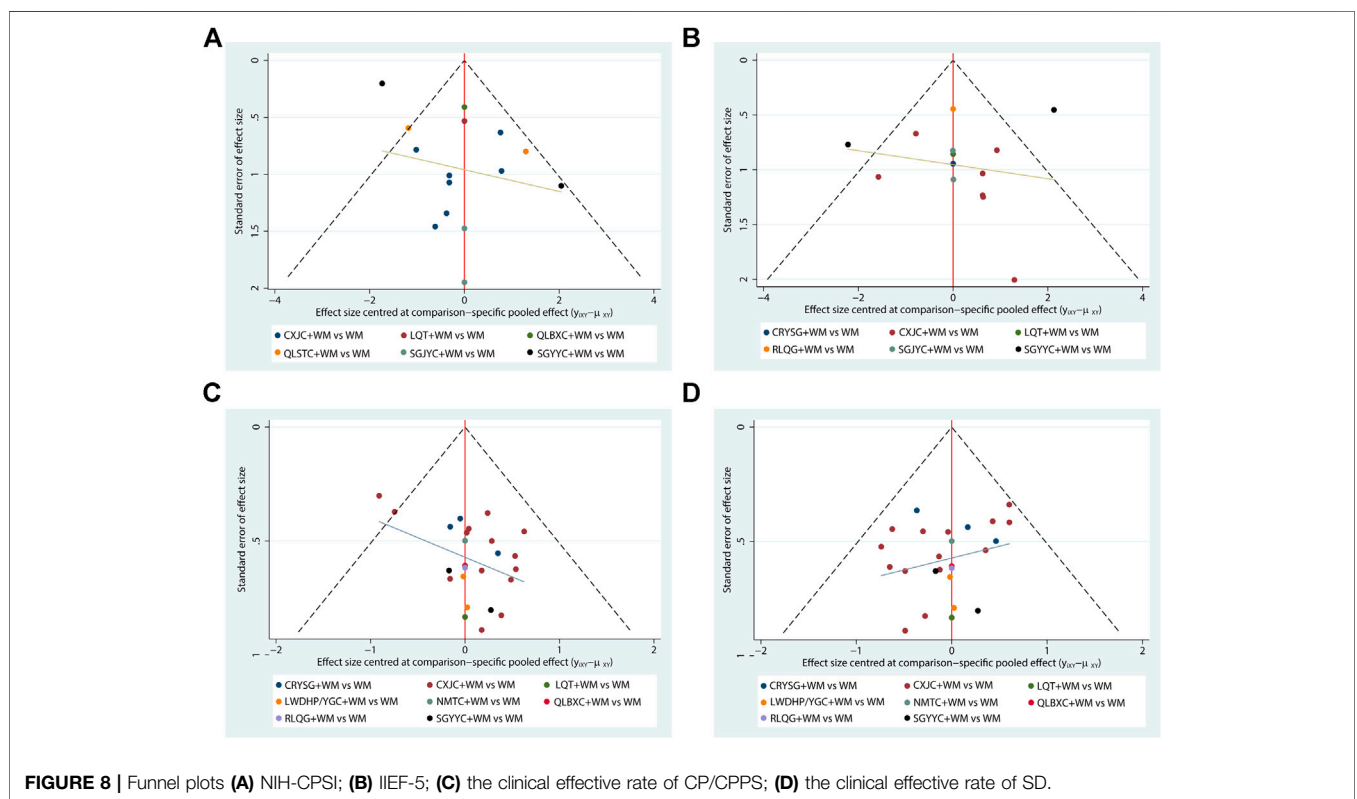 A
Standard error of effect size
0
.5
1
1.5
2
−4 −2 0 2 4
Effect size centred at comparison−specific pooled effect (yiXY−μ XY)
CXJC+WM vs WM LQT+WM vs WM QLBXC+WM vs WM
QLSTC+WM vs WM SGJYC+WM vs WM SGYYC+WM vs WM
B
Standard error of effect size
0
.5
1
1.5
2
−4 −2 0 2 4
Effect size centred at comparison−specific pooled effect (yiXY−μ XY)
CRYSG+WM vs WM CXJC+WM vs WM LQT+WM vs WM
RLQG+WM vs WM SGJYC+WM vs WM SGYYC+WM vs WM
C
Standard error of effect size
0
.5
1
−2 −1 0 1 2
Effect size centred at comparison−specific pooled effect (yiXY−μ XY)
CRYSG+WM vs WM CXJC+WM vs WM LQT+WM vs WM
LWDHP/YGC+WM vs WM NMTC+WM vs WM QLBXC+WM vs WM
RLQG+WM vs WM SGYYC+WM vs WM
D
Standard error of effect size
0
.5
1
−2 −1 0 1 2
Effect size centred at comparison−specific pooled effect (yiXY−μ XY)
CRYSG+WM vs WM CXJC+WM vs WM LQT+WM vs WM
LWDHP/YGC+WM vs WM NMTC+WM vs WM QLBXC+WM vs WM
RLQG+WM vs WM SGYYC+WM vs WM
FIGURE 8 | Funnel plots (A) NIH-CPSI; (B) IIEF-5; (C) the clinical effective rate of CP/CPPS; (D) the clinical effective rate of SD.